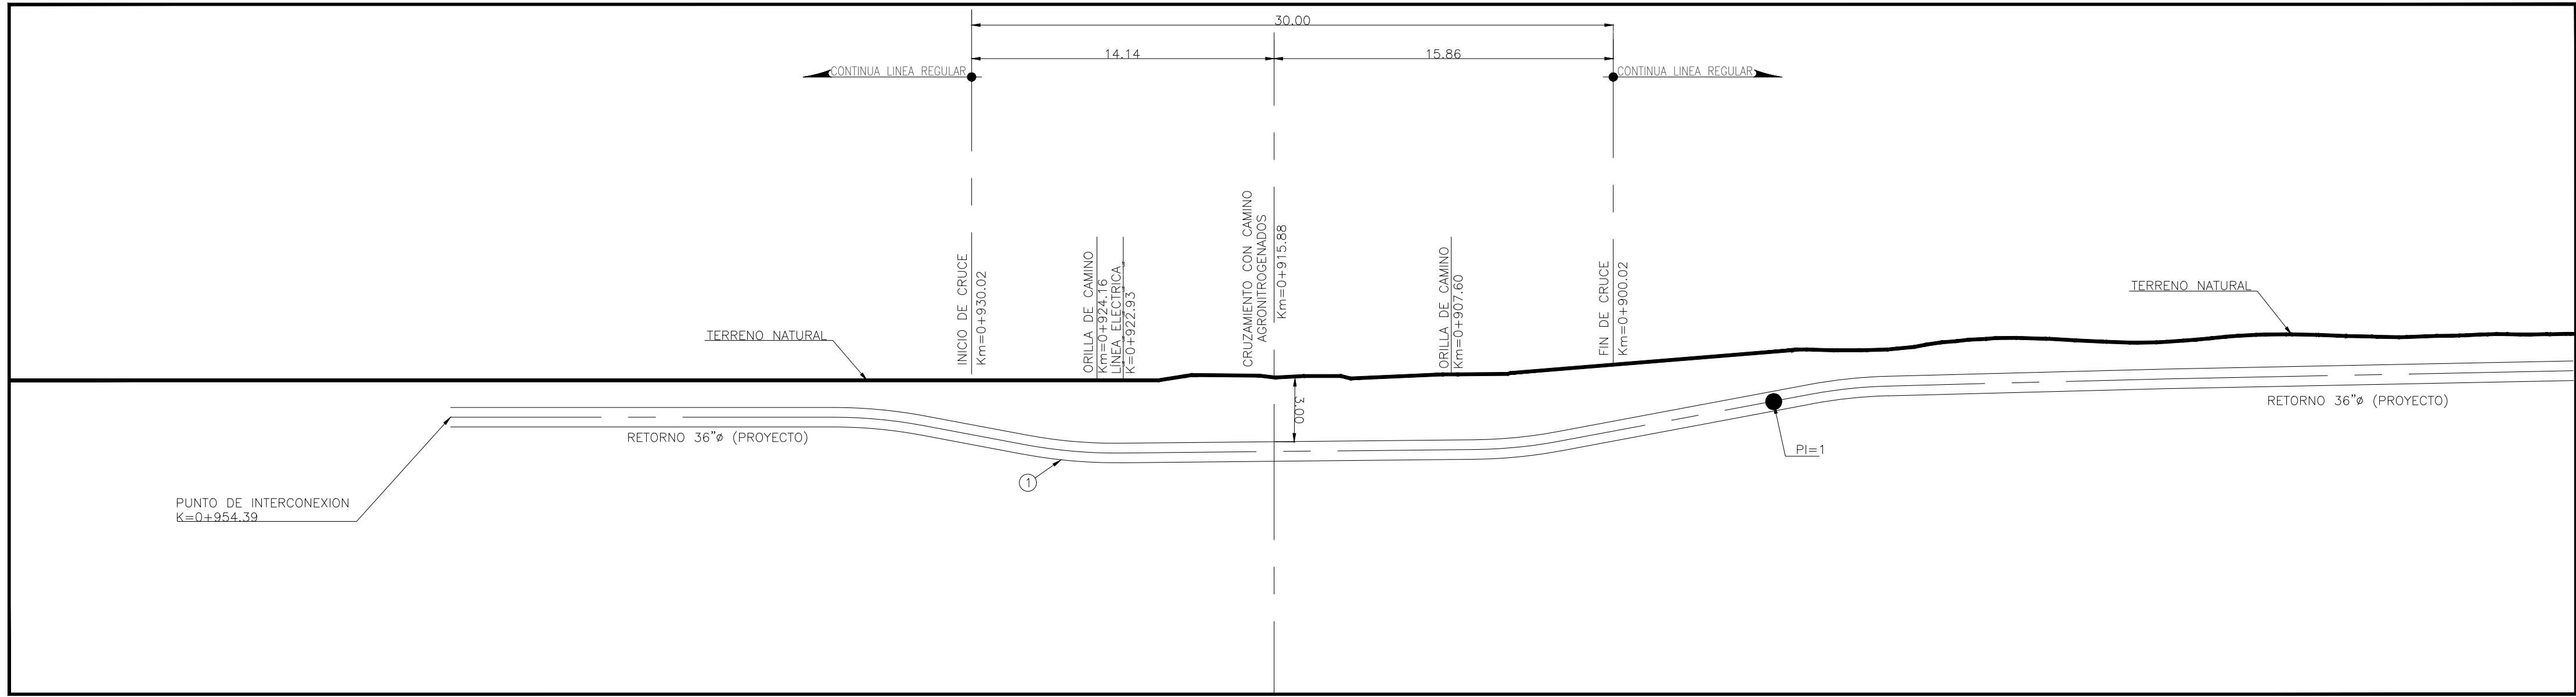 30.00
14.14
15.86
CONTINUA LINEA REGULAR
CONTINUA LINEA REGULAR
INICIO DE CRUCE
Km=0+930.02
ORILLA DE CAMINO
Km=0+924.16
LÍNEA ELECTRICA
K=0+922.93
CRUZAMIENTO CON CAMINO
AGRONITROGENADOS
Km=0+915.88
ORILLA DE CAMINO
Km=0+907.60
FIN DE CRUCE
Km=0+900.02
TERRENO NATURAL
TERRENO NATURAL
3.00
RETORNO 36"ø (PROYECTO)
RETORNO 36"ø (PROYECTO)
PI=1
1
PUNTO DE INTERCONEXION
K=0+954.39